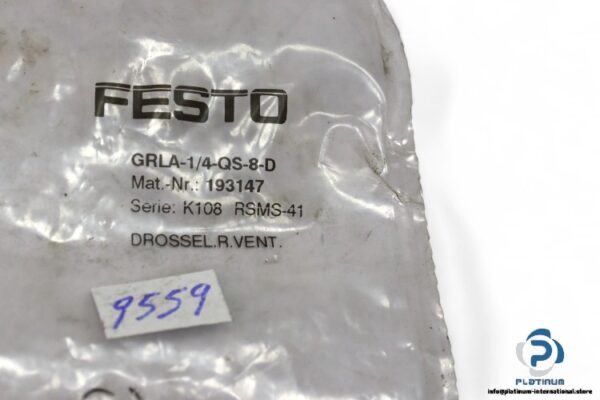 FESTO
GRLA-1/4-QS-8-D
Mat.-Nr.: 193147
Serie: K108 RSMS-41
DROSSEL.R.VENT.
9559
PLATINUM
info@platinum-international.store